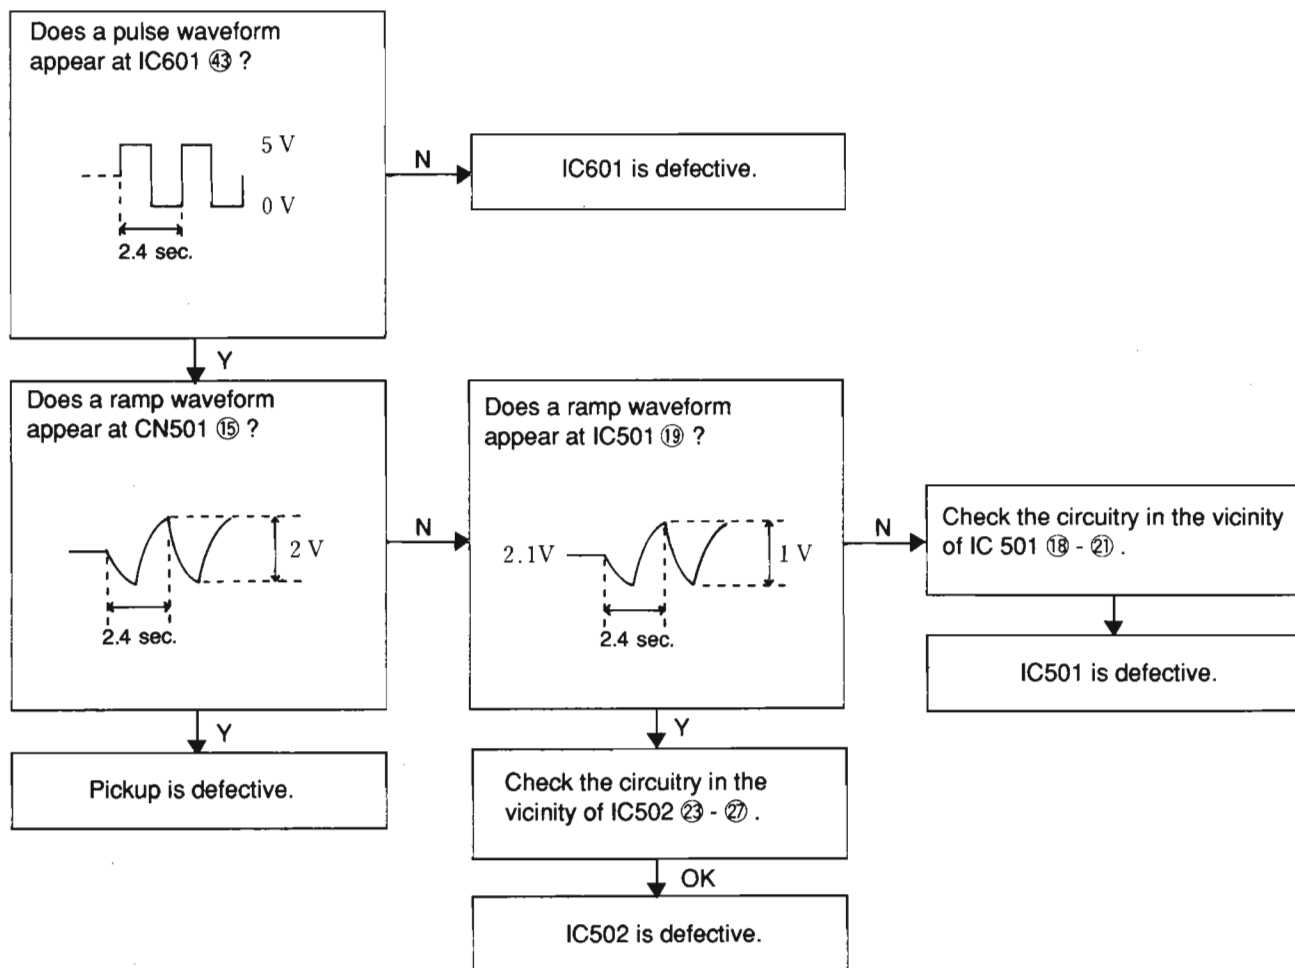 Does a pulse waveform
appear at IC601 ㊸ ?
5 V
0 V
2.4 sec.
N
IC601 is defective.
Y
Does a ramp waveform
appear at CN501 ⑮ ?
2 V
2.4 sec.
N
Does a ramp waveform
appear at IC501 ⑲ ?
2.1V
1 V
2.4 sec.
N
Check the circuitry in the vicinity
of IC 501 ⑱ - ㉑ .
IC501 is defective.
Y
Pickup is defective.
Y
Check the circuitry in the
vicinity of IC502 ㉓ - ㉗ .
OK
IC502 is defective.